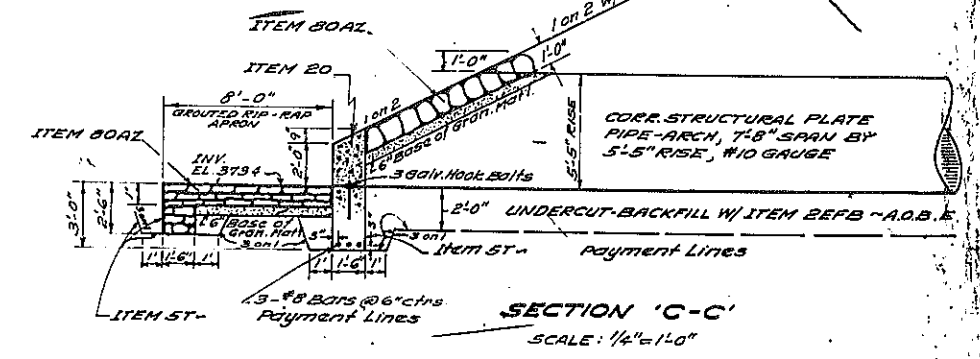 ITEM 80AZ.
1 on 2 W/
1'-0"
1'-0"
ITEM 20
8'-0"
GROUTED RIP-RAP
APRON
1 on 2
ITEM 80AZ
INV.
EL. 3794
2'-0"
6" Base of Gran. Mat'l.
3 Galv. Hook Bolts
5'-5" RISE
CORR. STRUCTURAL PLATE
PIPE-ARCH, 7'-8" SPAN BY
5'-5" RISE, #10 GAUGE
3'-0"
2'-6"
1'
6" Base of
Gran. Mat'l.
3 on 1
3"
3"
3 on 1
2'-0"
UNDERCUT-BACKFILL W/ ITEM 2EFB ~ A.O.B.E.
Item 5T~
Payment Lines
1'
1'-6"
1'
1'
1'-6"
1'
ITEM 5T~
3-#8 Bars @ 6" ctrs
Payment Lines
SECTION 'C-C'
SCALE: 1/4"=1'-0"